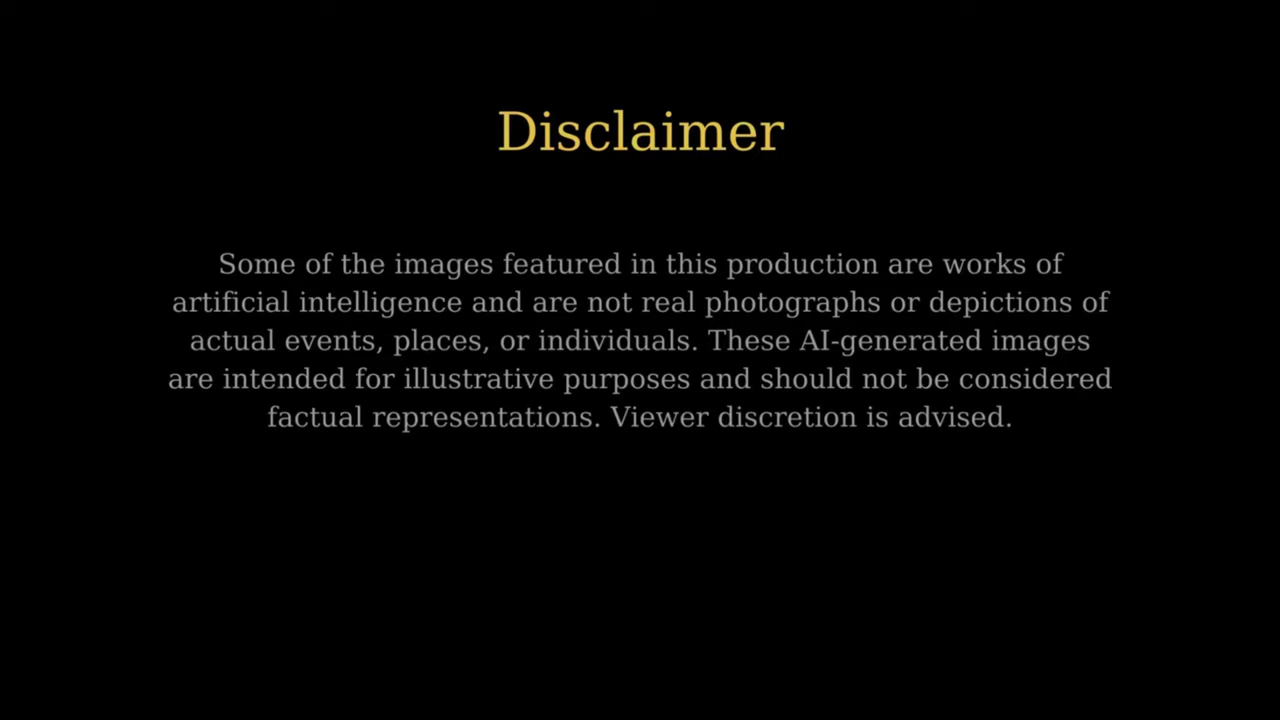 Disclaimer
Some of the images featured in this production are works of
artificial intelligence and are not real photographs or depictions of
actual events, places, or individuals. These AI-generated images
are intended for illustrative purposes and should not be considered
factual representations. Viewer discretion is advised.